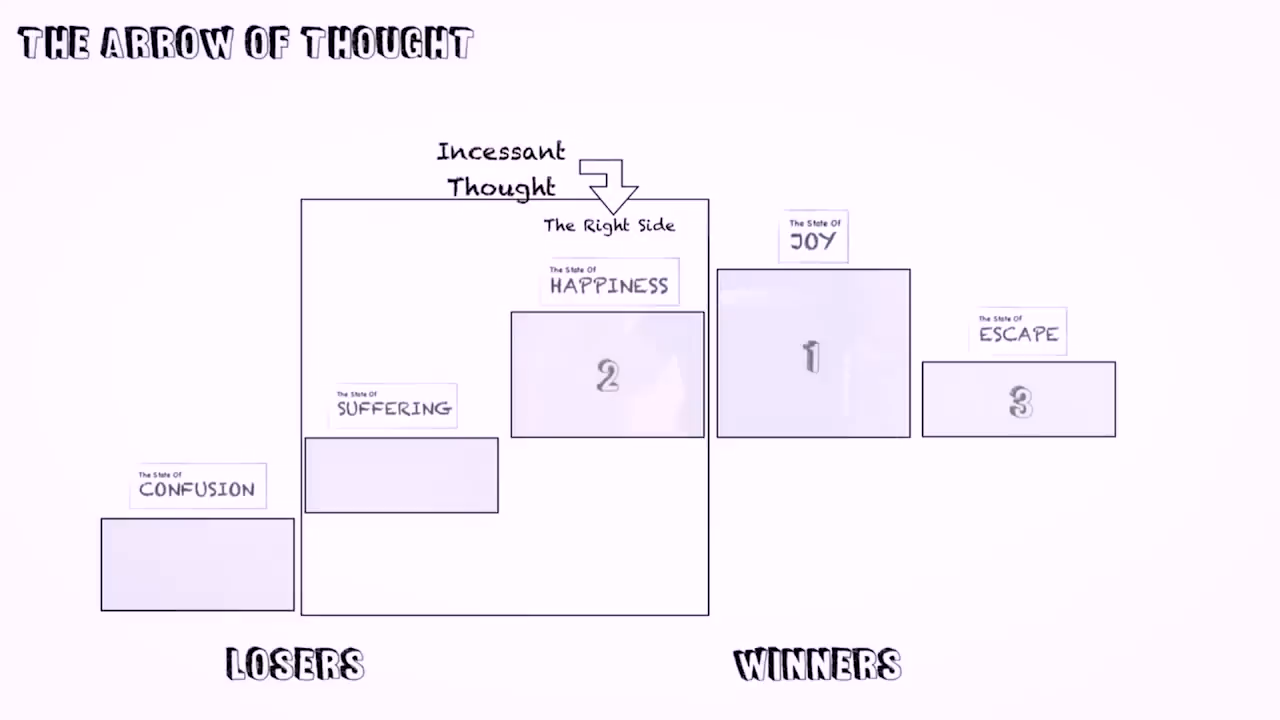 THE ARROW OF THOUGHT
Incessant
Thought
The Right Side
The State Of
JOY
The State Of
HAPPINESS
The State Of
ESCAPE
2
1
3
The State Of
SUFFERING
The State Of
CONFUSION
LOSERS
WINNERS